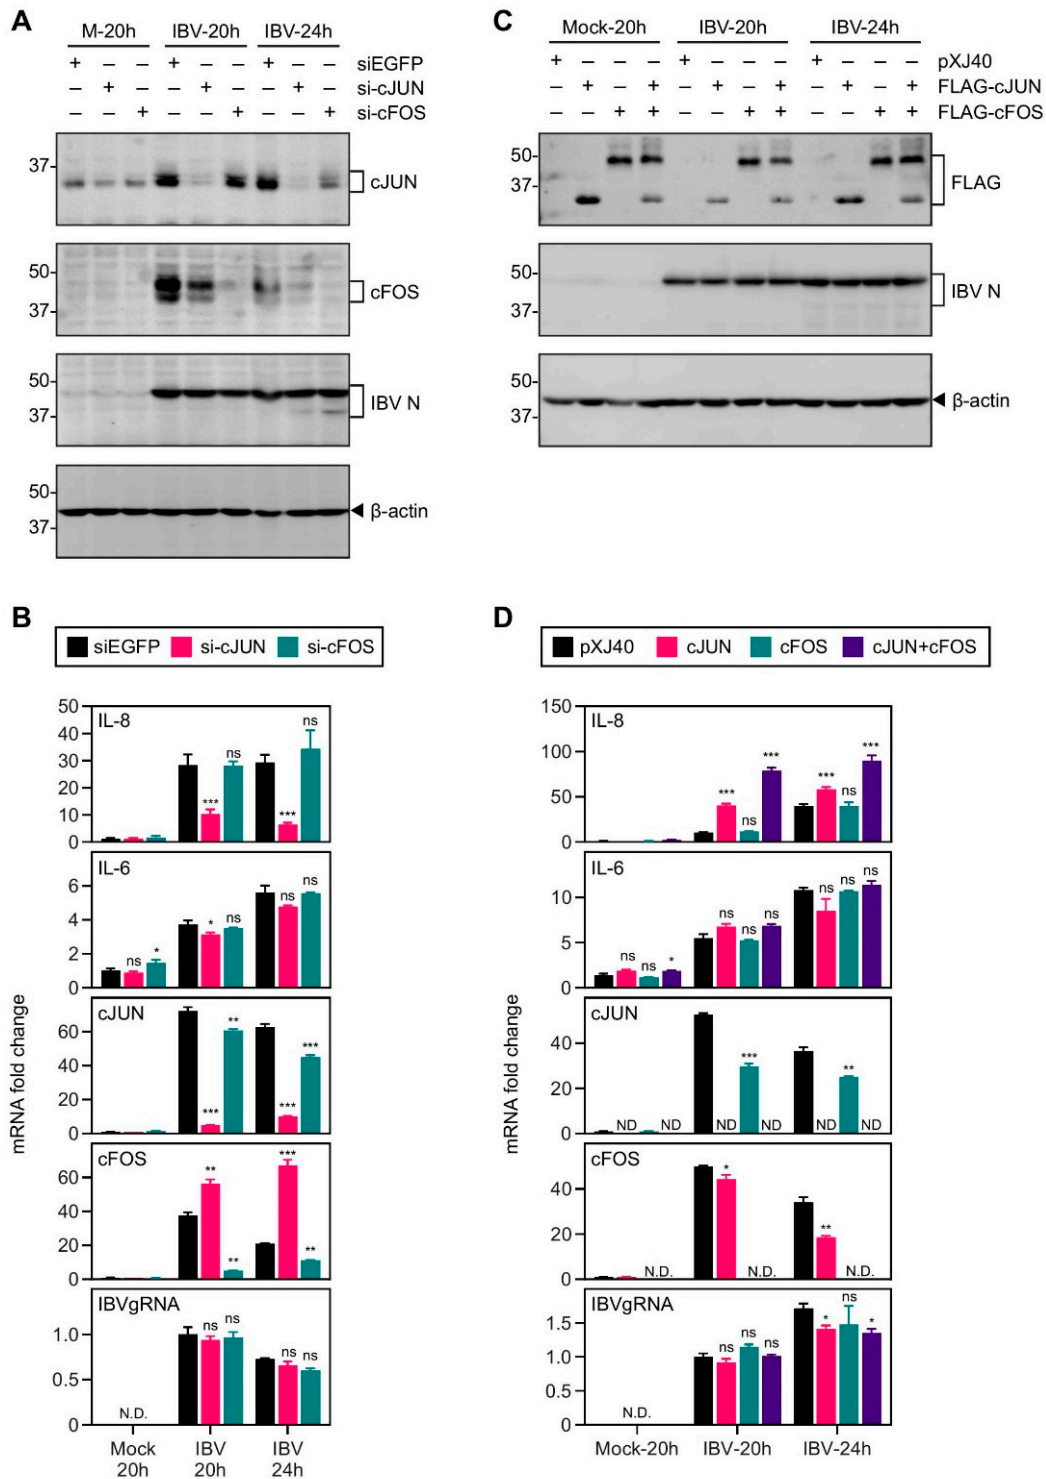 A
M-20h IBV-20h IBV-24h
+ – – + – – + – – siEGFP
– + – – + – – + – si-cJUN
– – + – – + – – + si-cFOS
37
cJUN
50
37
cFOS
50
37
IBV N
50
37
β-actin
C
Mock-20h IBV-20h IBV-24h
+ – – – + – – – + – – – pXJ40
– + – + – + – + – + – + FLAG-cJUN
– – + + – – + + – – + + FLAG-cFOS
50
37
FLAG
50
37
IBV N
50
37
β-actin
B
siEGFP si-cJUN si-cFOS
mRNA fold change
50
40
30
20
10
0
IL-8
*** ns *** ns
6
4
2
0
IL-6
ns * * ns ns ns
60
40
20
0
cJUN
*** ** *** ***
60
40
20
0
cFOS
** ** *** **
1.0
0.5
0
IBVgRNA
N.D. ns ns ns ns
Mock IBV IBV
20h 20h 24h
D
pXJ40 cJUN cFOS cJUN+cFOS
mRNA fold change
150
100
50
0
IL-8
*** ns *** *** ns ***
10
5
0
IL-6
ns ns * ns ns ns ns ns ns
40
20
0
cJUN
ND ND ND *** ND ND ** ND
40
20
0
cFOS
N.D. * N.D. ** N.D.
1.5
1.0
0.5
0
IBVgRNA
N.D. ns ns ns * ns *
Mock-20h IBV-20h IBV-24h